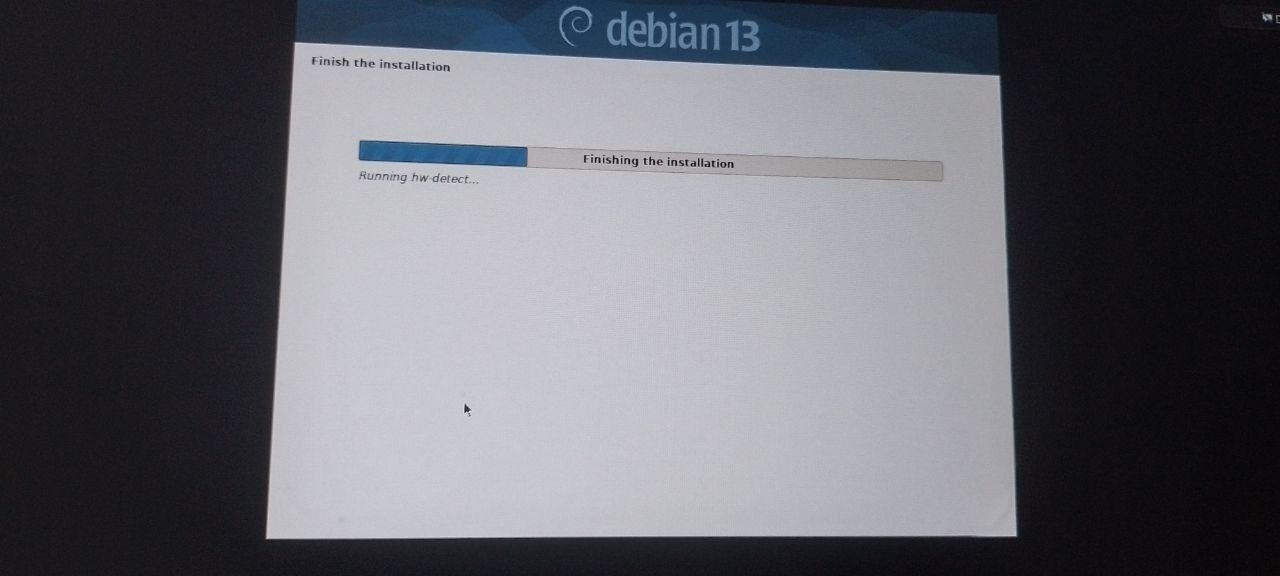 debian 13
Finish the installation
Finishing the installation
Running hw-detect...